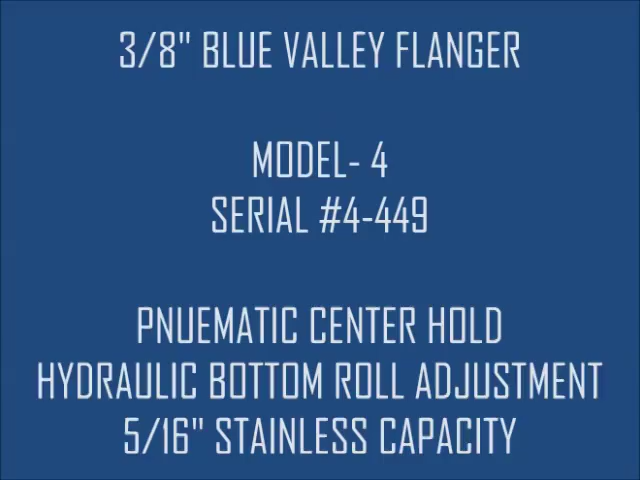 3/8" BLUE VALLEY FLANGER
MODEL- 4
SERIAL #4-449
PNUEMATIC CENTER HOLD
HYDRAULIC BOTTOM ROLL ADJUSTMENT
5/16" STAINLESS CAPACITY